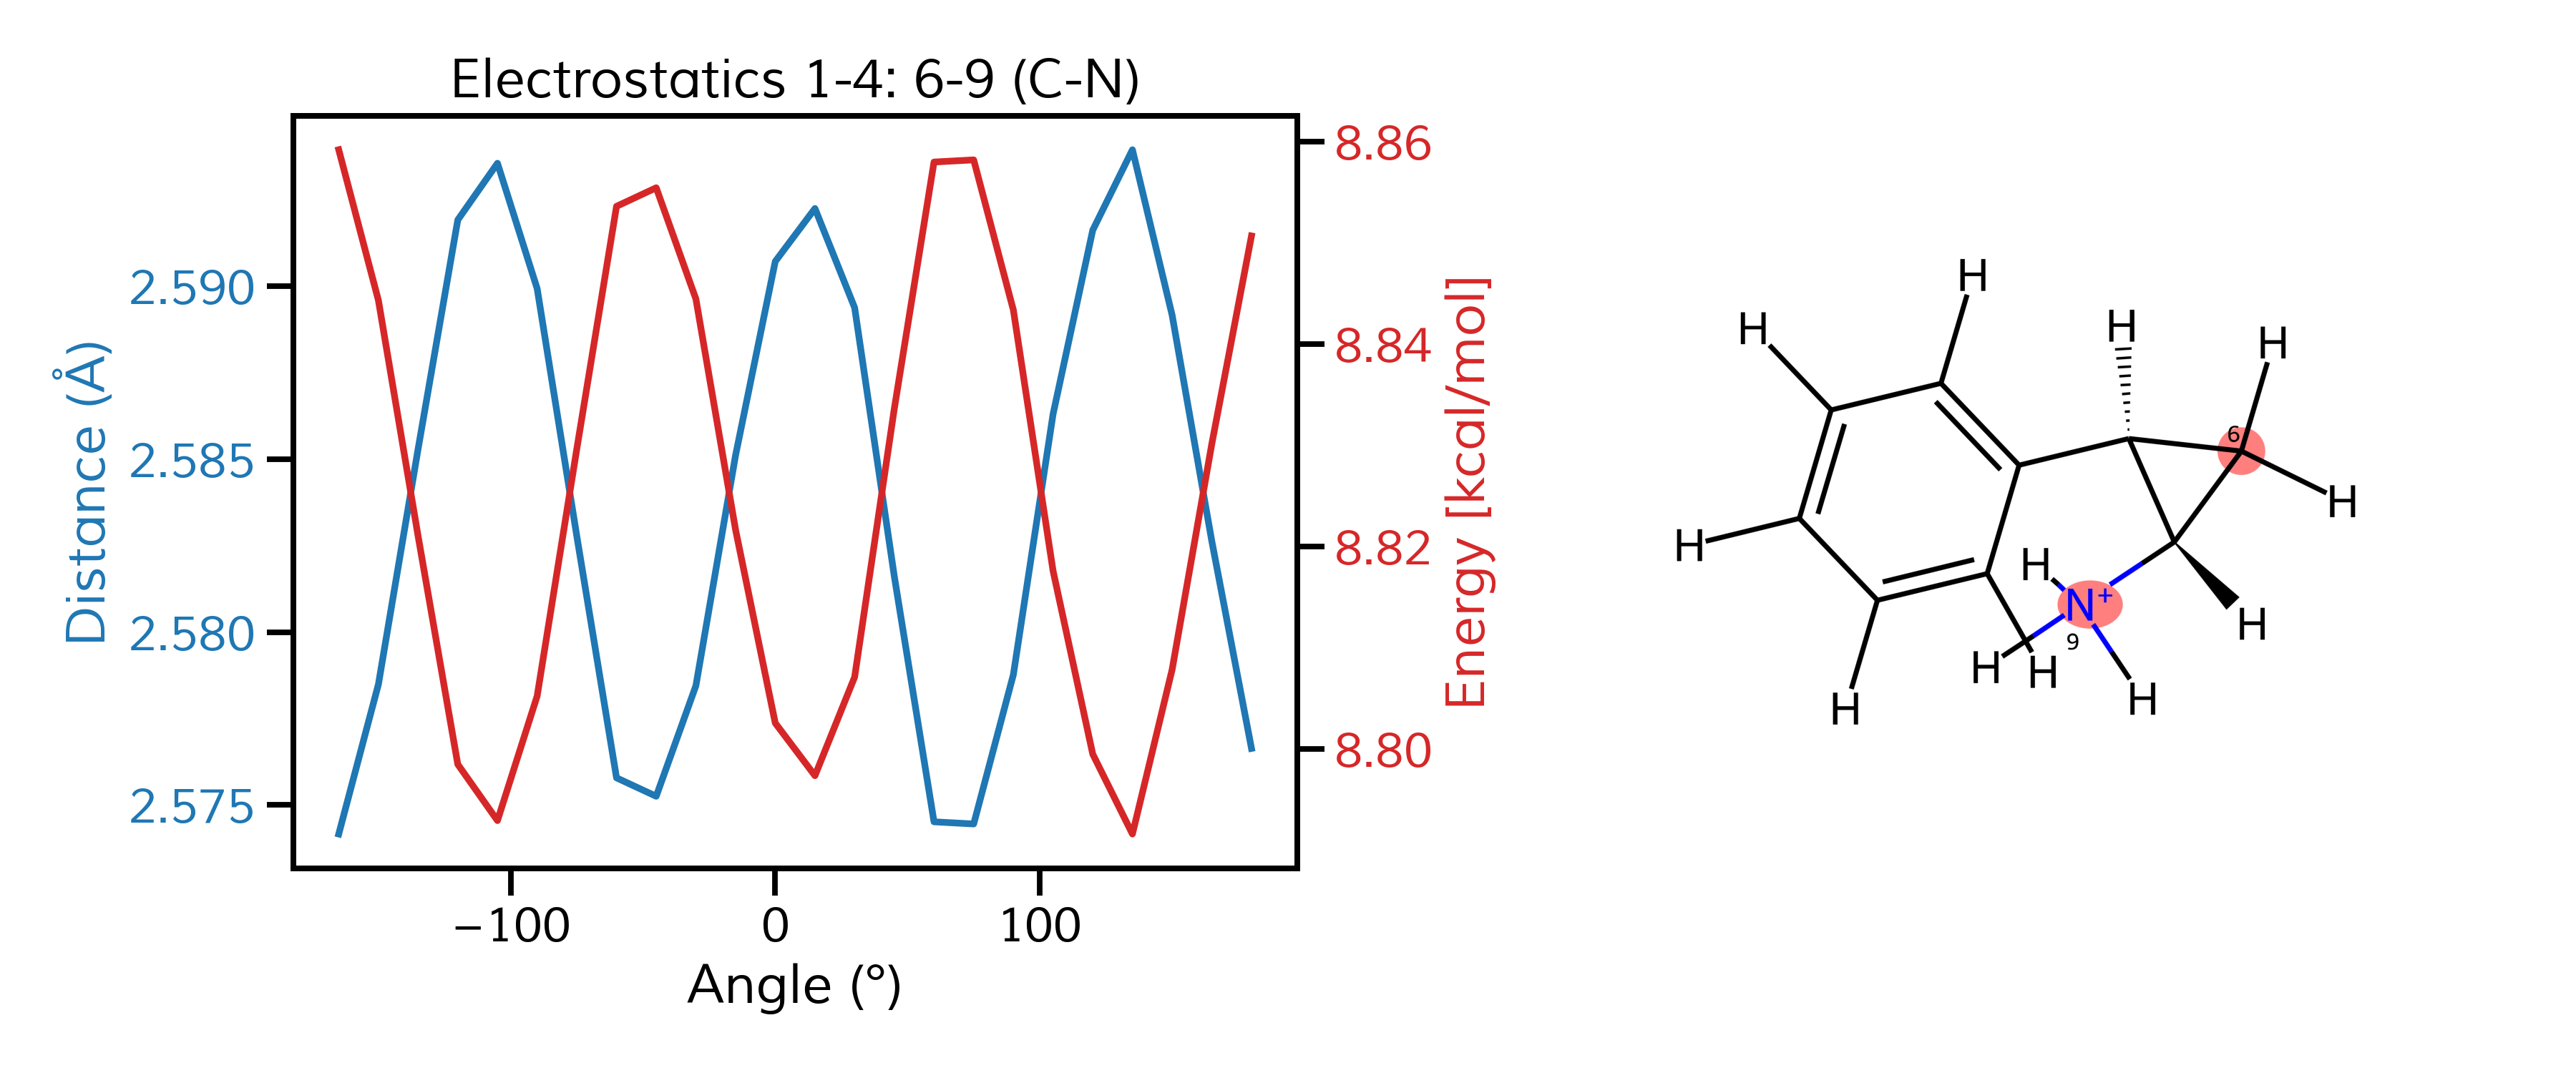 Electrostatics 1-4: 6-9 (C-N)
Distance (Å)
2.590
2.585
2.580
2.575
8.86
8.84
8.82
8.80
Energy [kcal/mol]
−100
0
100
Angle (°)
H
H
H
H
6
H
H
H
N+
9
H
H
H
H
H